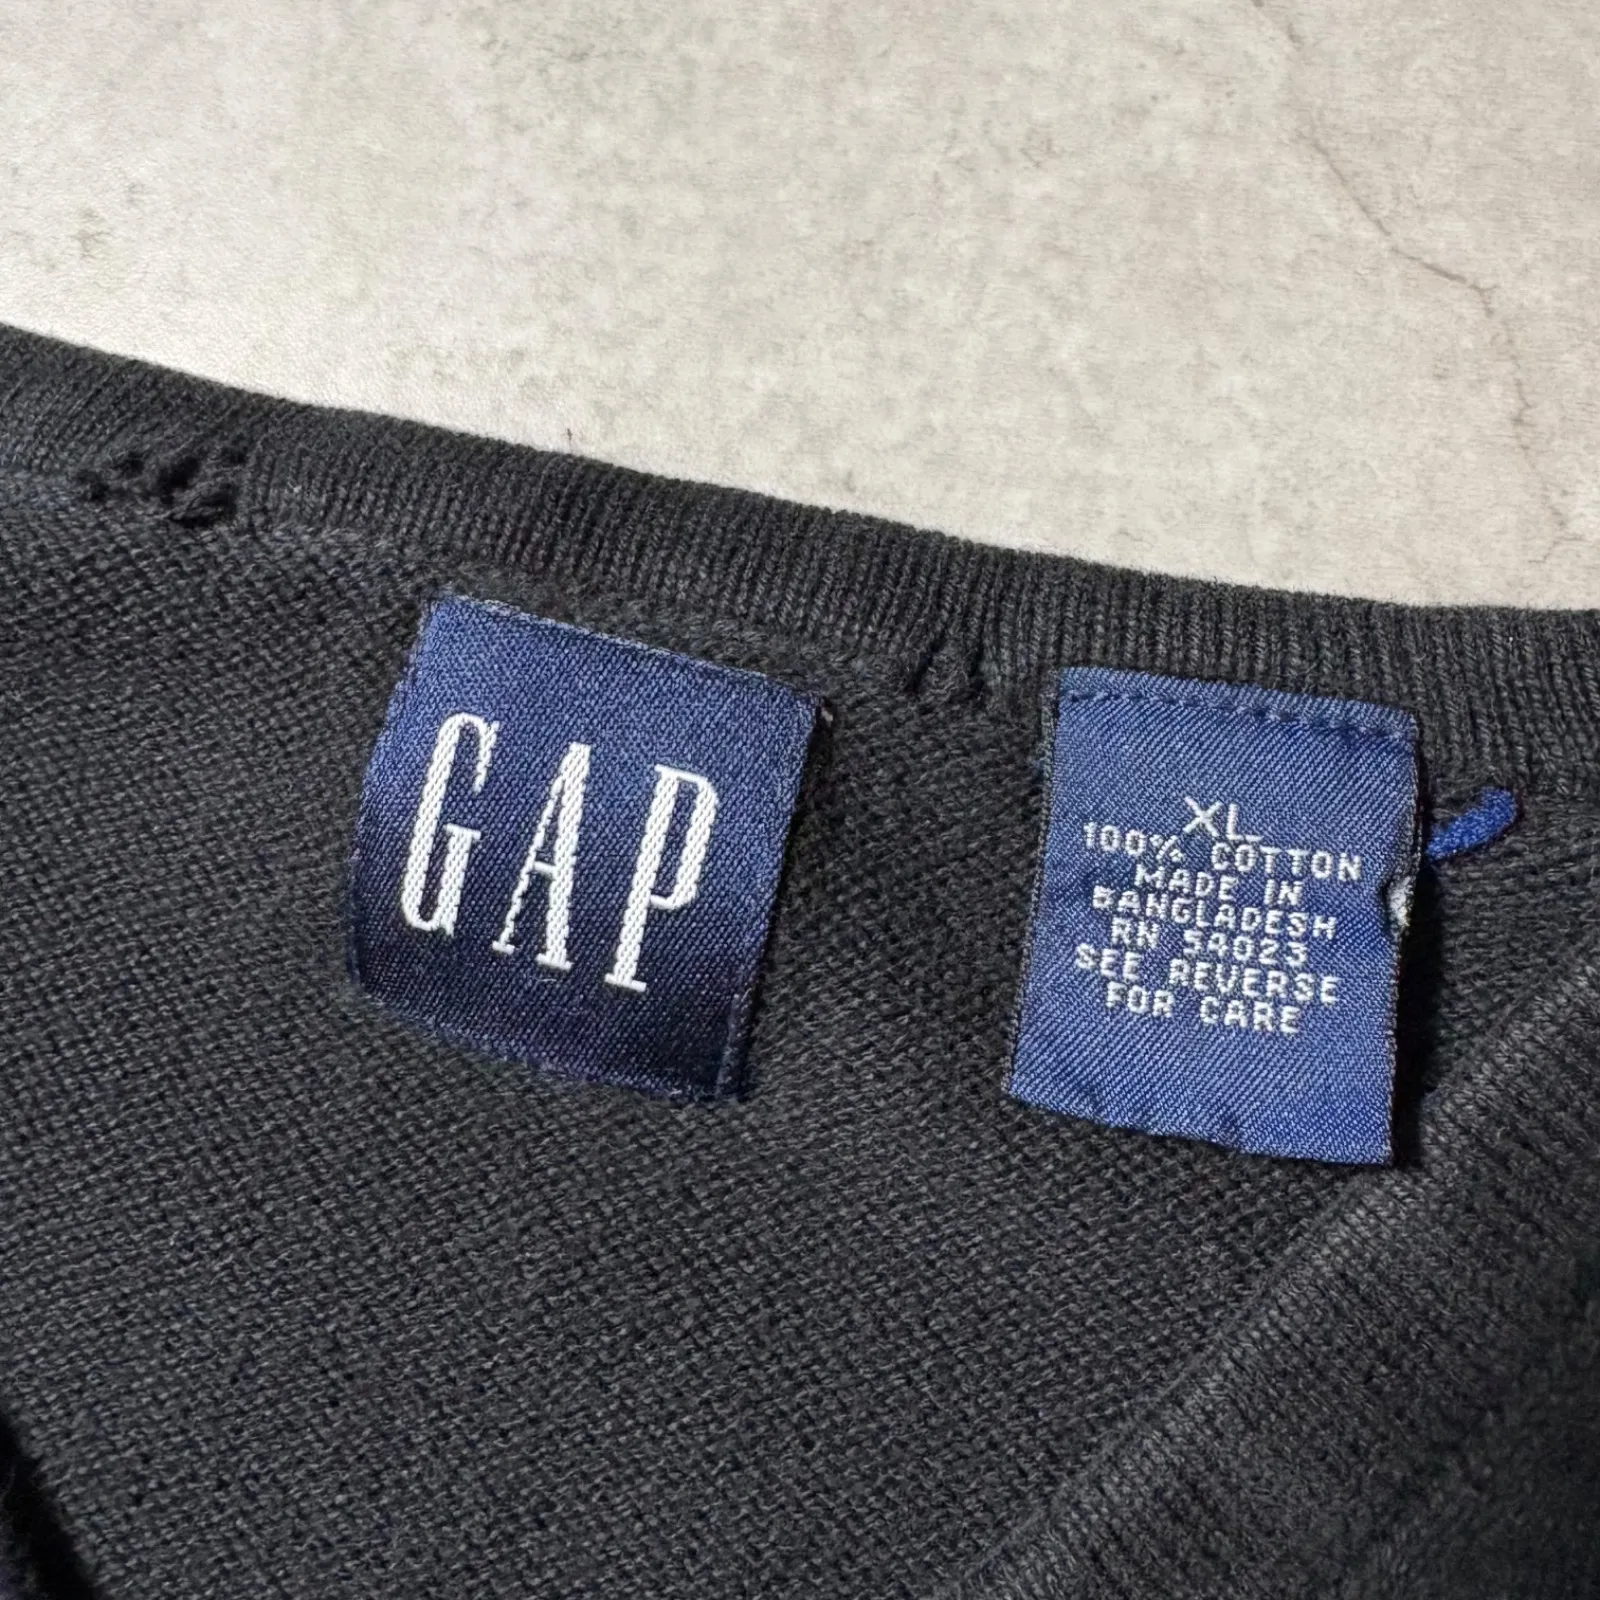 GAP
XL
100% COTTON
MADE IN
BANGLADESH
RN 54023
SEE REVERSE
FOR CARE